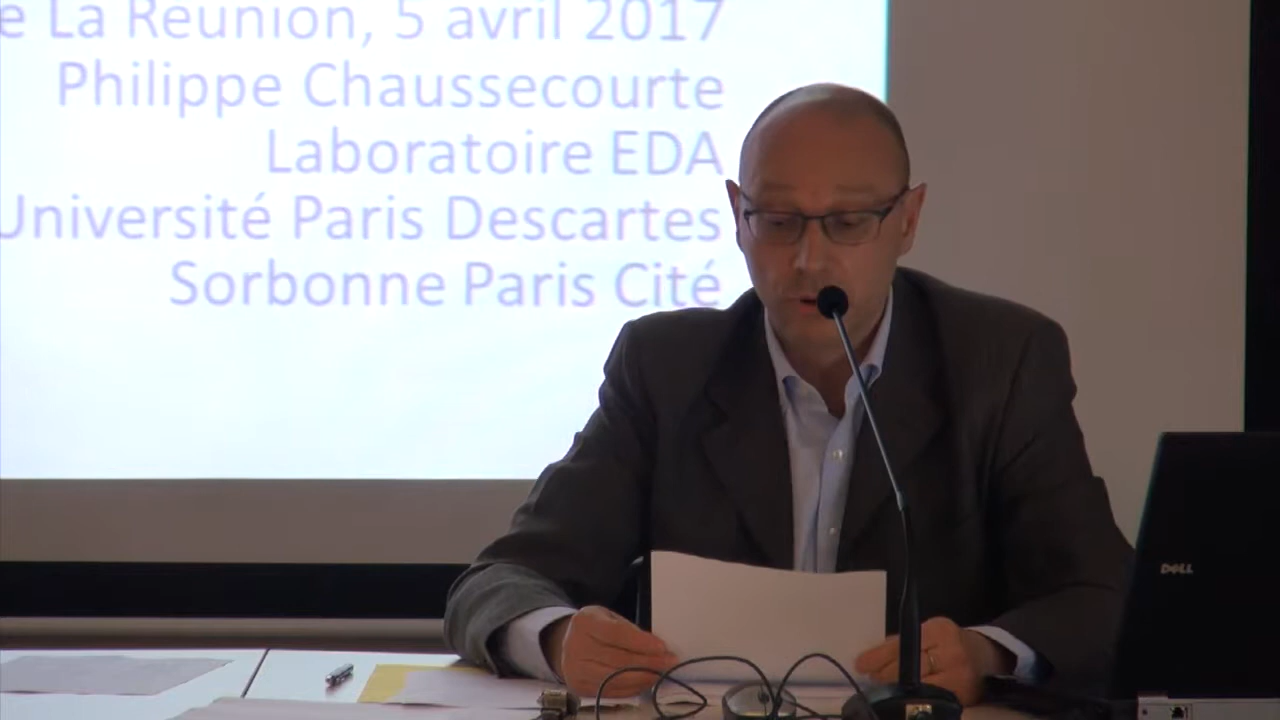 e La Réunion, 5 avril 2017
Philippe Chaussecourte
Laboratoire EDA
Université Paris Descartes
Sorbonne Paris Cité
DELL